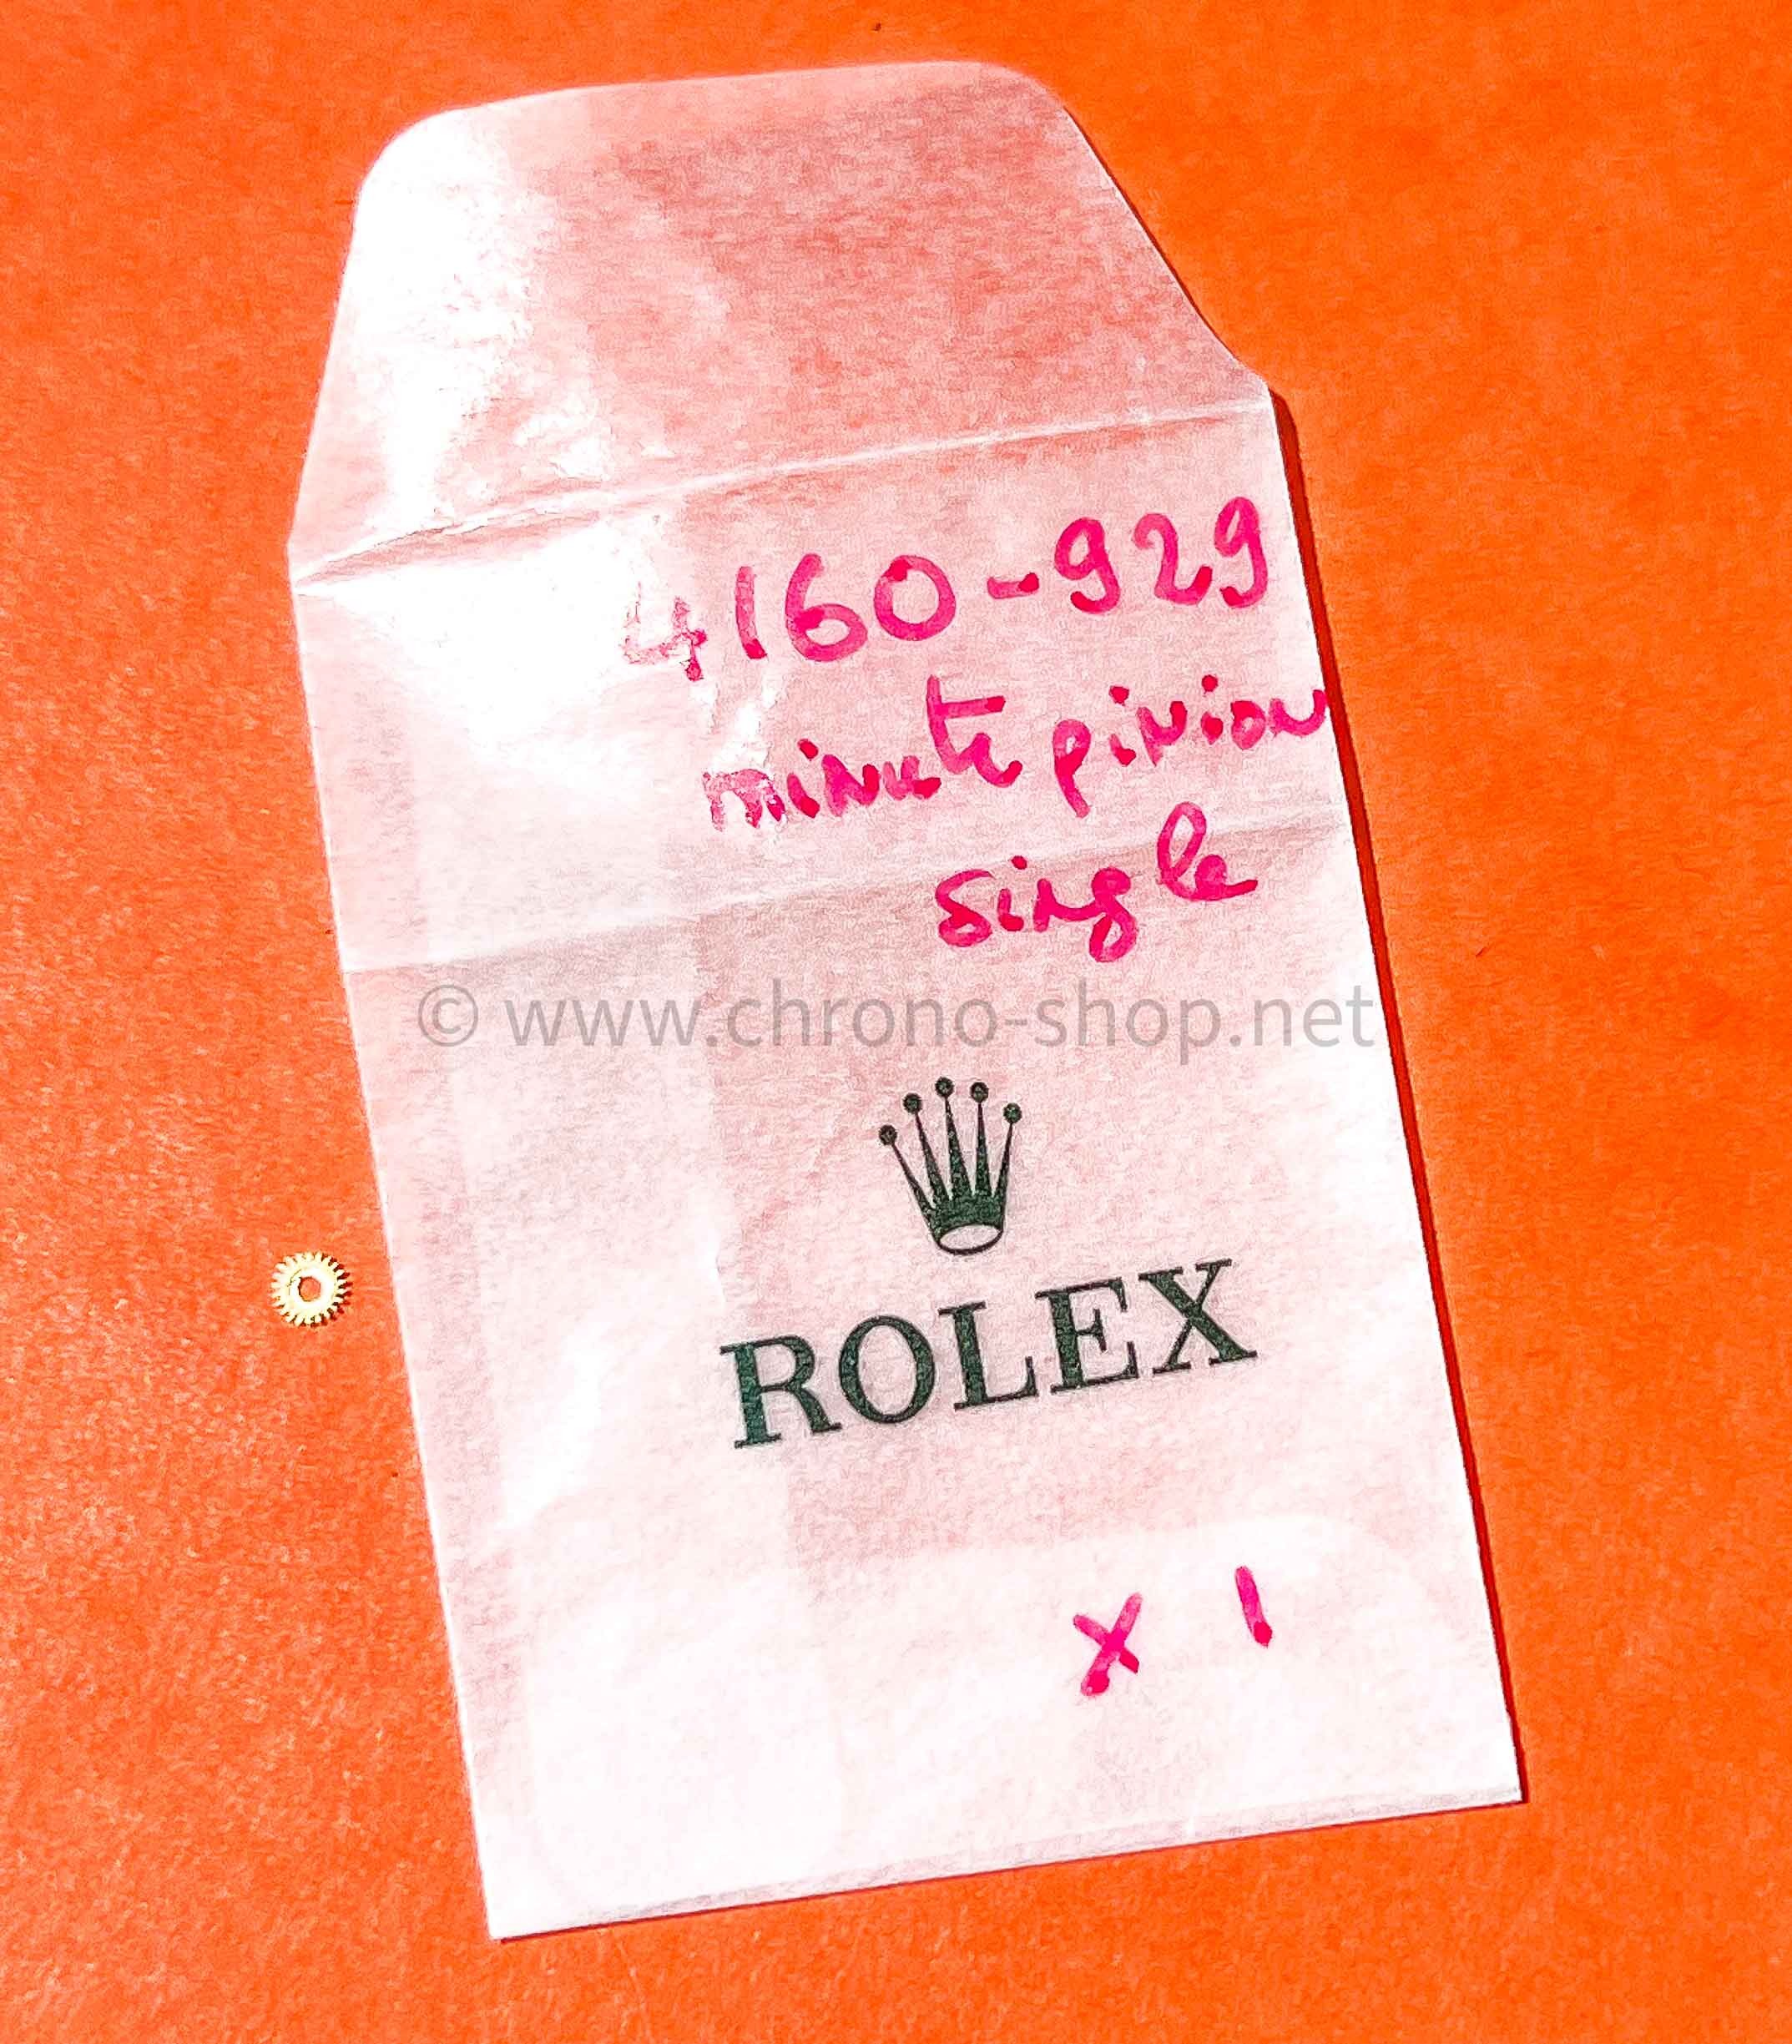 4160-929
minute pinion
single
© www.chrono-shop.net
ROLEX
x 1